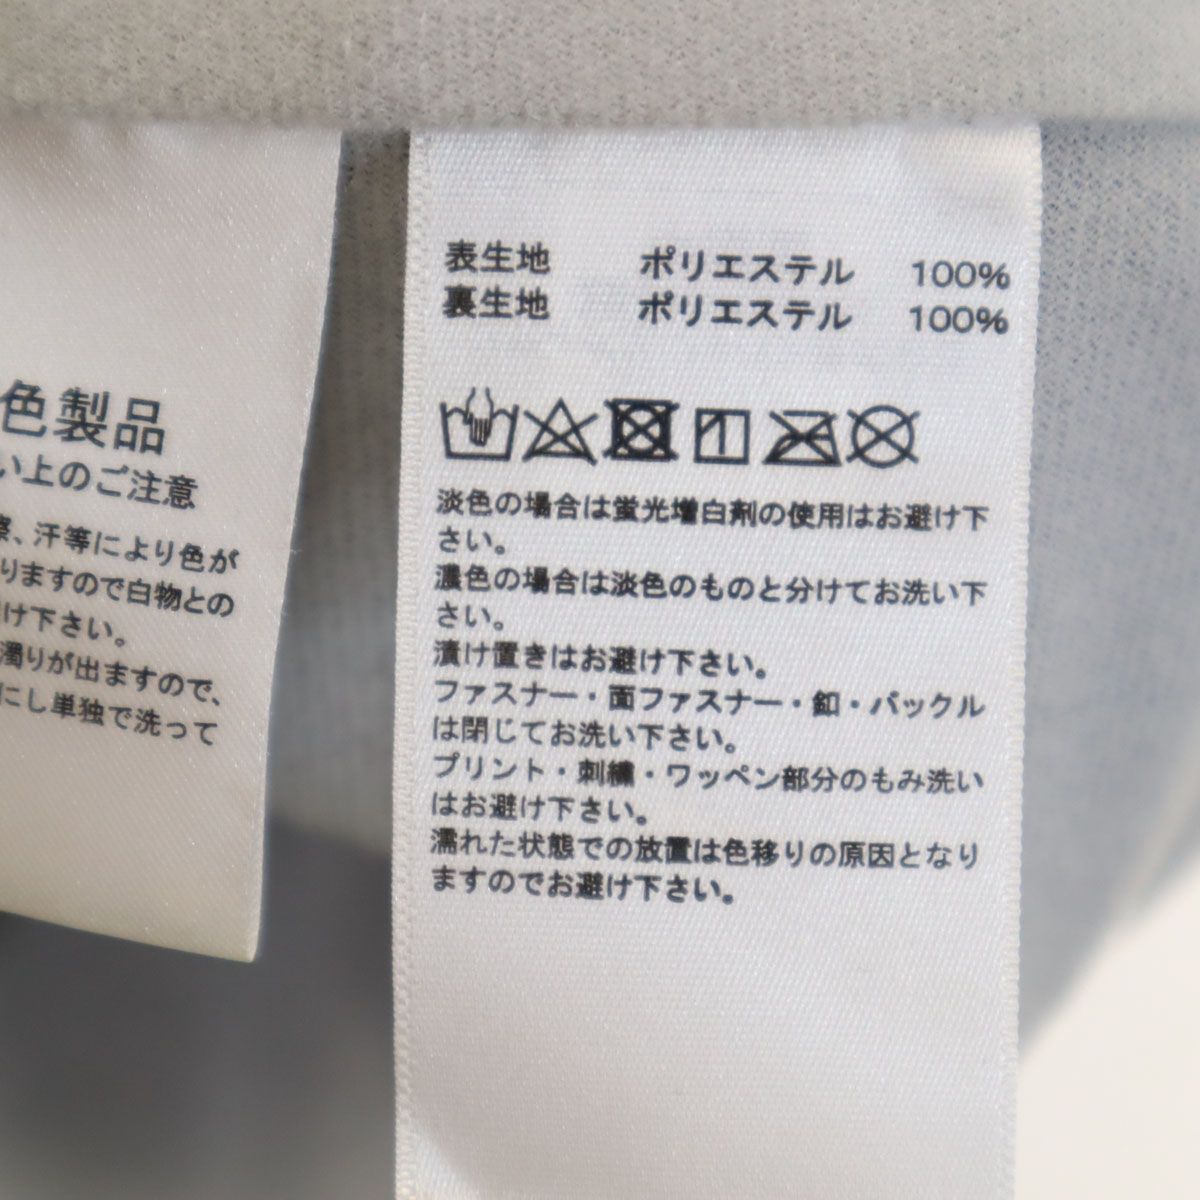 色製品
い上のご注意
、汗等により色が
りますので白物との
け下さい。
濁りが出ますので、
にし単独で洗って
表生地 ポリエステル 100%
裏生地 ポリエステル 100%
淡色の場合は蛍光増白剤の使用はお避け下
さい。
濃色の場合は淡色のものと分けてお洗い下
さい。
漬け置きはお避け下さい。
ファスナー・面ファスナー・釦・バックル
は閉じてお洗い下さい。
プリント・刺繍・ワッペン部分のもみ洗い
はお避け下さい。
濡れた状態での放置は色移りの原因となり
ますのでお避け下さい。